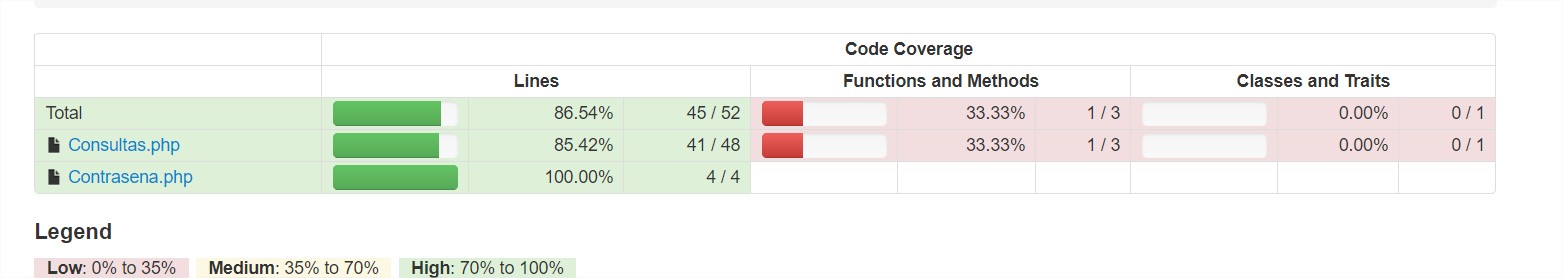 Code Coverage
Lines Functions and Methods Classes and Traits
Total 86.54% 45 / 52 33.33% 1 / 3 0.00% 0 / 1
Consultas.php 85.42% 41 / 48 33.33% 1 / 3 0.00% 0 / 1
Contrasena.php 100.00% 4 / 4
Legend
Low: 0% to 35% Medium: 35% to 70% High: 70% to 100%